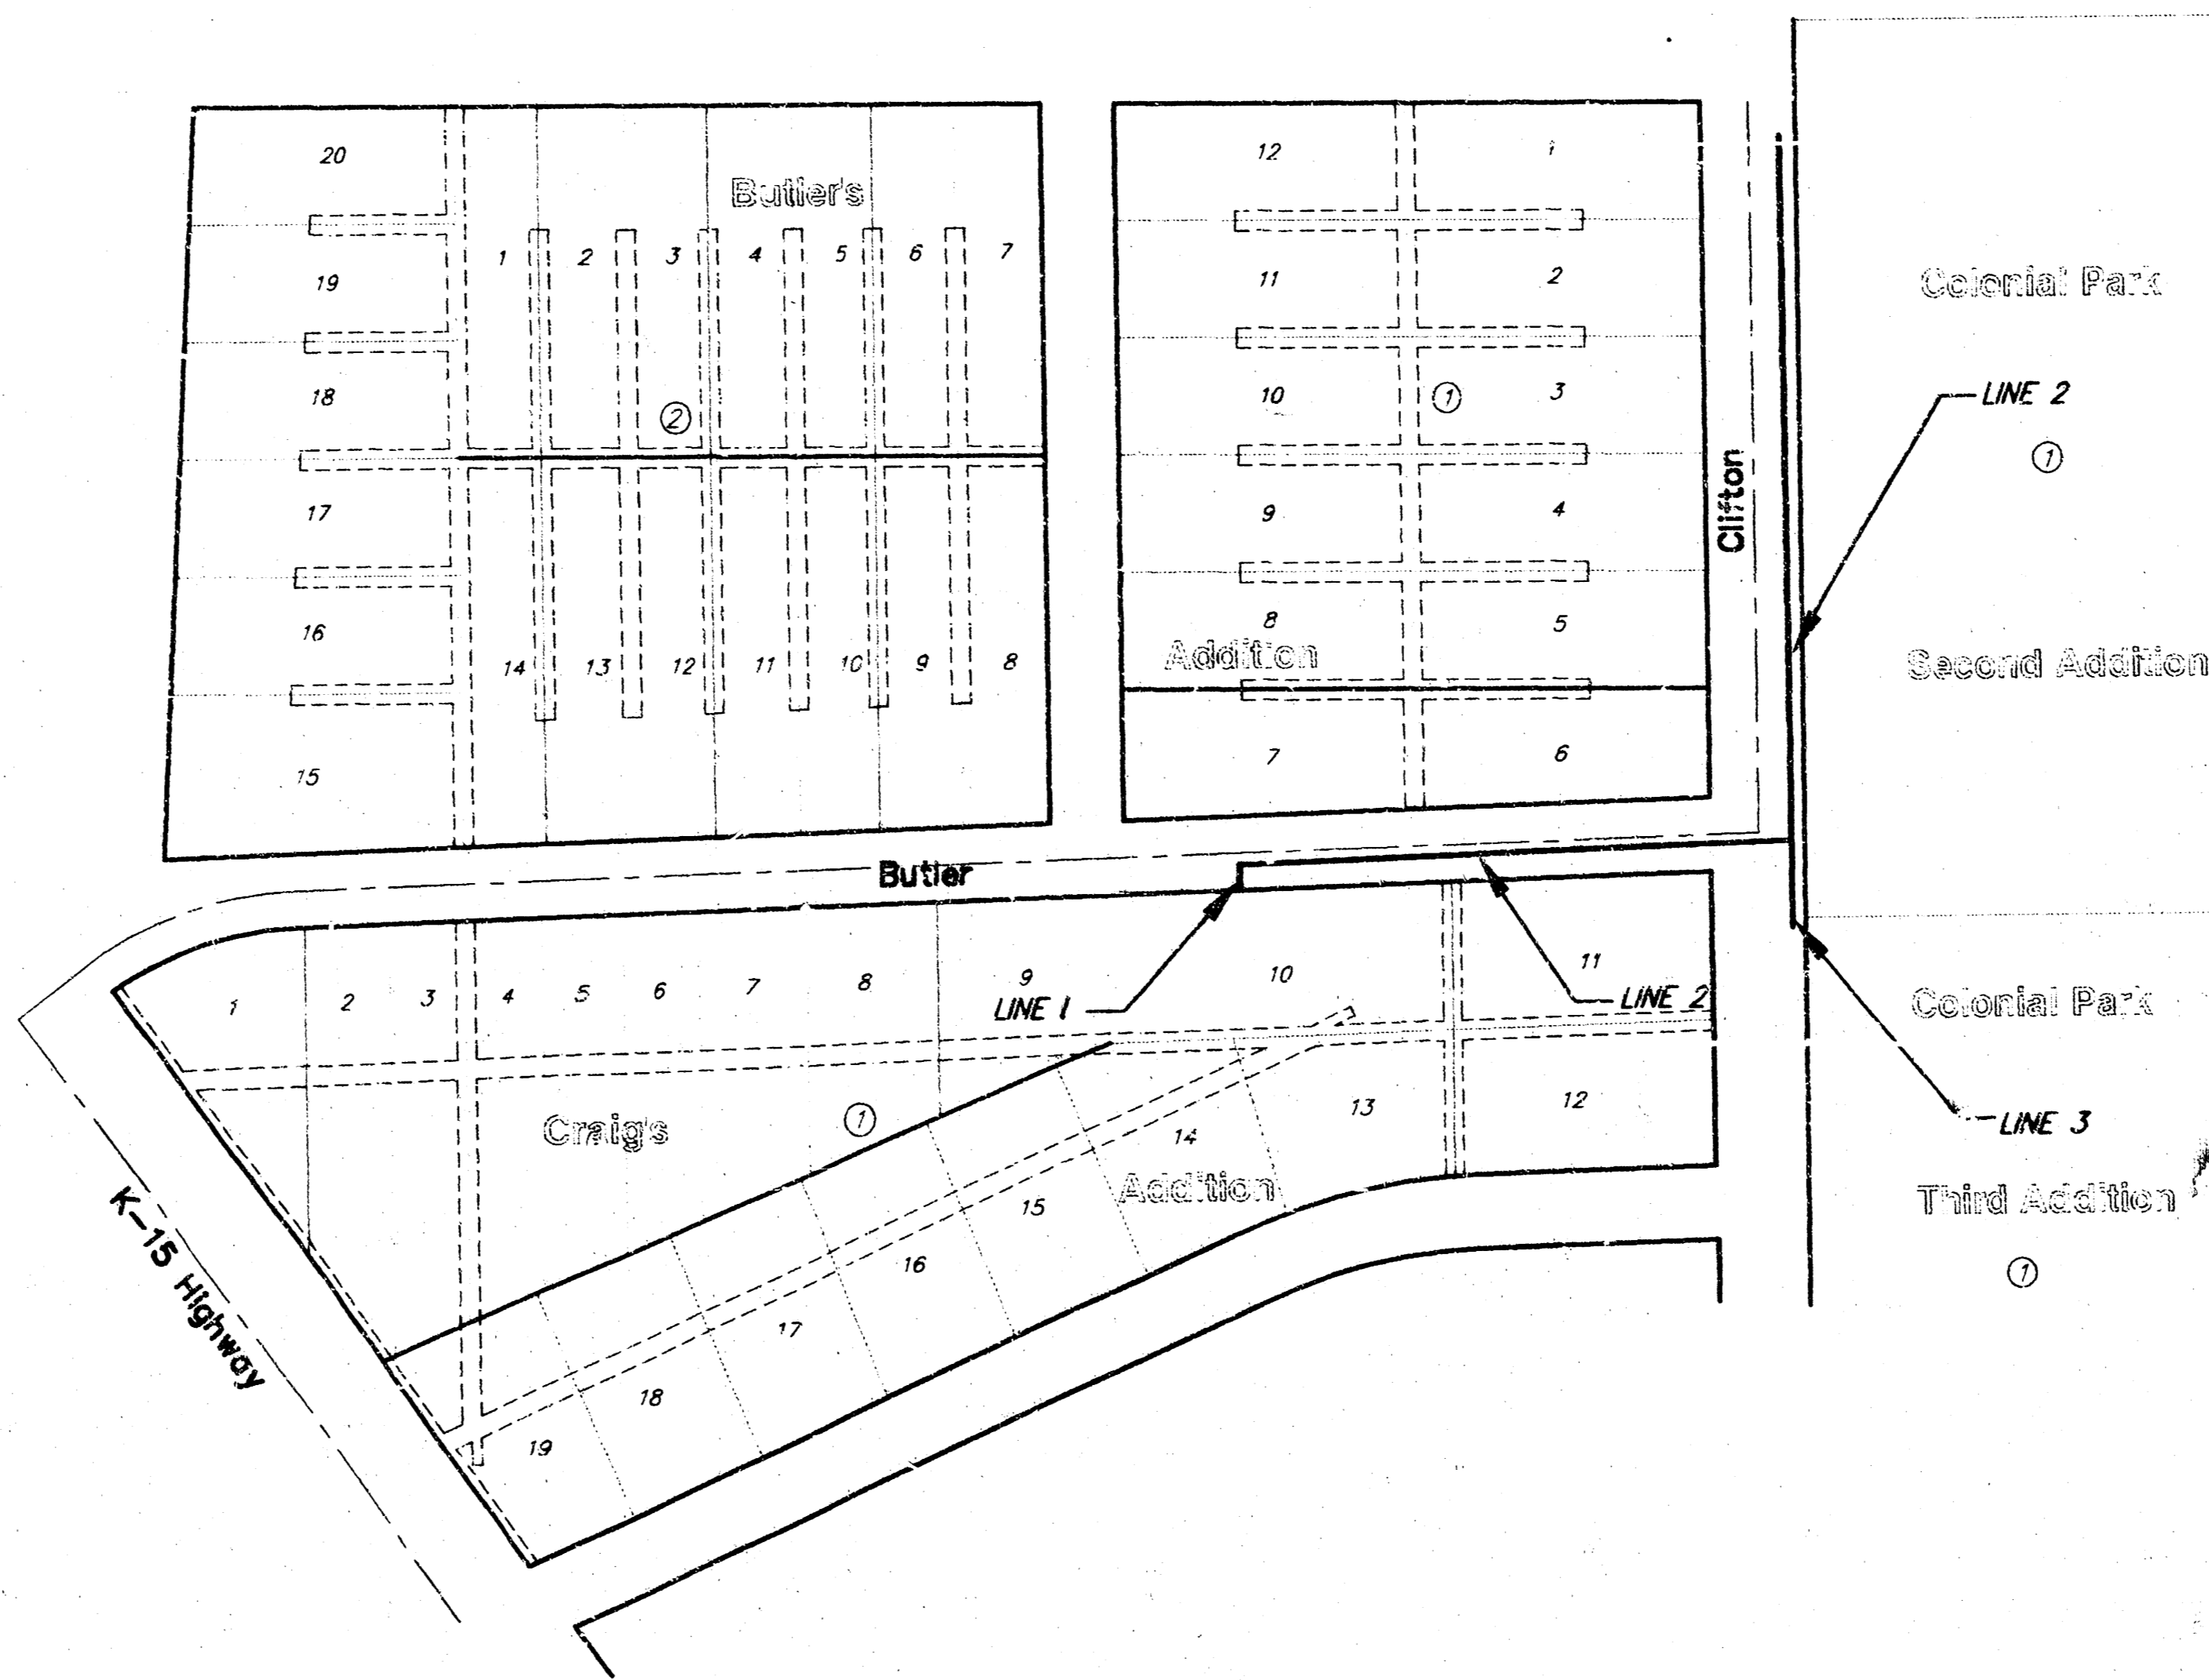 20
Butler's
1 2 3 4 5 6 7
19
18
2
17
16
14 13 12 11 10 9 8
15
12 1
11 2
10 1 3
9 4
8 5
Addition
7 6
Clifton
Colonial Park
LINE 2
1
Second Addition
Butler
1 2 3 4 5 6 7 8 9 10 11
LINE 1
LINE 2
Colonial Park
LINE 3
Third Addition
1
Craig's
1
Addition
12
13
14
15
16
17
18
19
K-15 Highway